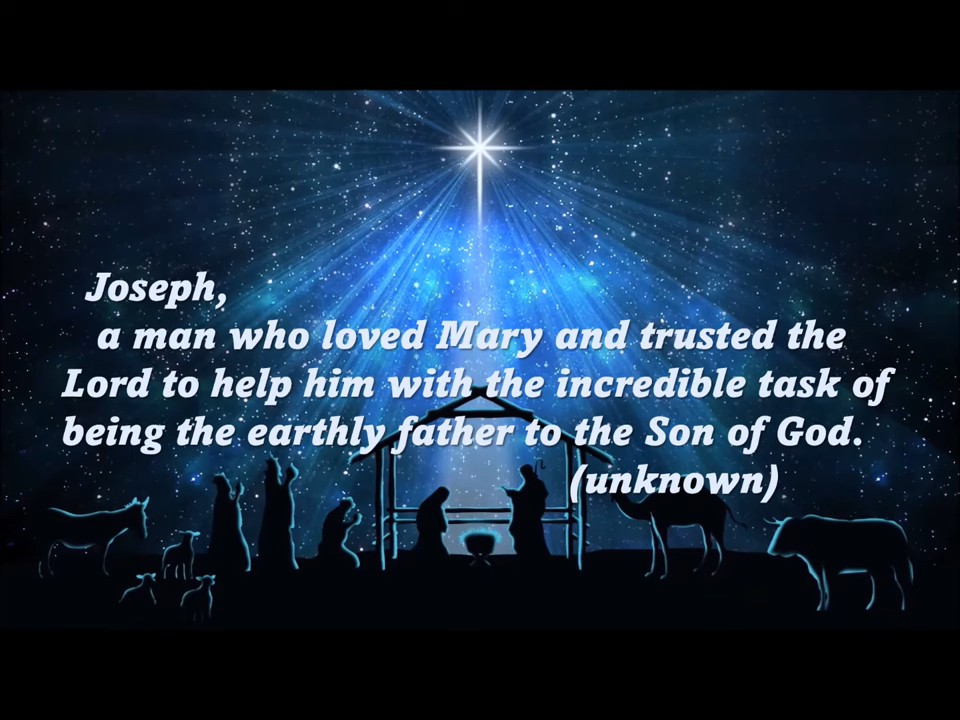 Joseph,
a man who loved Mary and trusted the
Lord to help him with the incredible task of
being the earthly father to the Son of God.
(unknown)